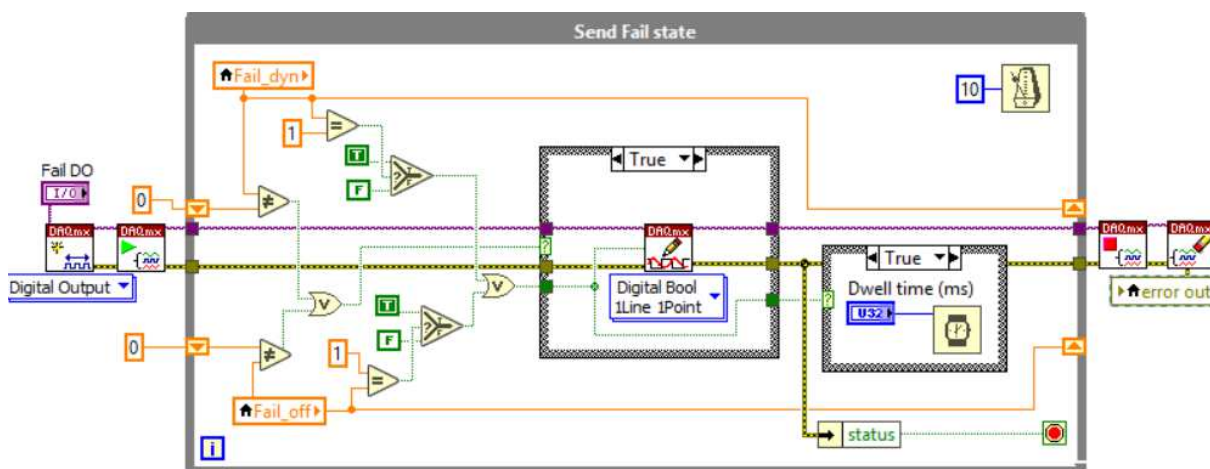 Send Fail state
Fail_dyn
10
1
=
True
T
F
Fail DO
I/O
0
≠
DAQmx
DAQmx
DAQmx
DAQmx
DAQmx
?
?
True
Digital Output
V
V
Digital Bool
1Line 1Point
Dwell time (ms)
U32
?
error out
T
F
?
0
≠
1
=
Fail_off
status
i